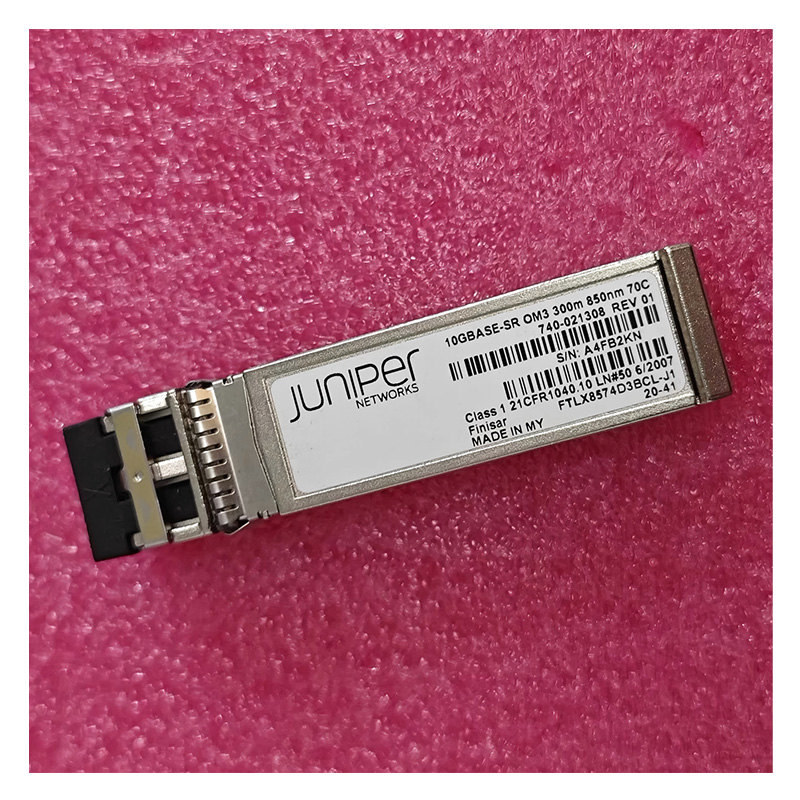 JUNIPER
NETWORKS
10GBASE-SR OM3 300m 850nm 70C
740-021308 REV 01
S/N: A4FB2KN
Class 1 21CFR1040.10 LN#50 6/2007
Finisar FTLX8574D3BCL-J1
MADE IN MY 20-41